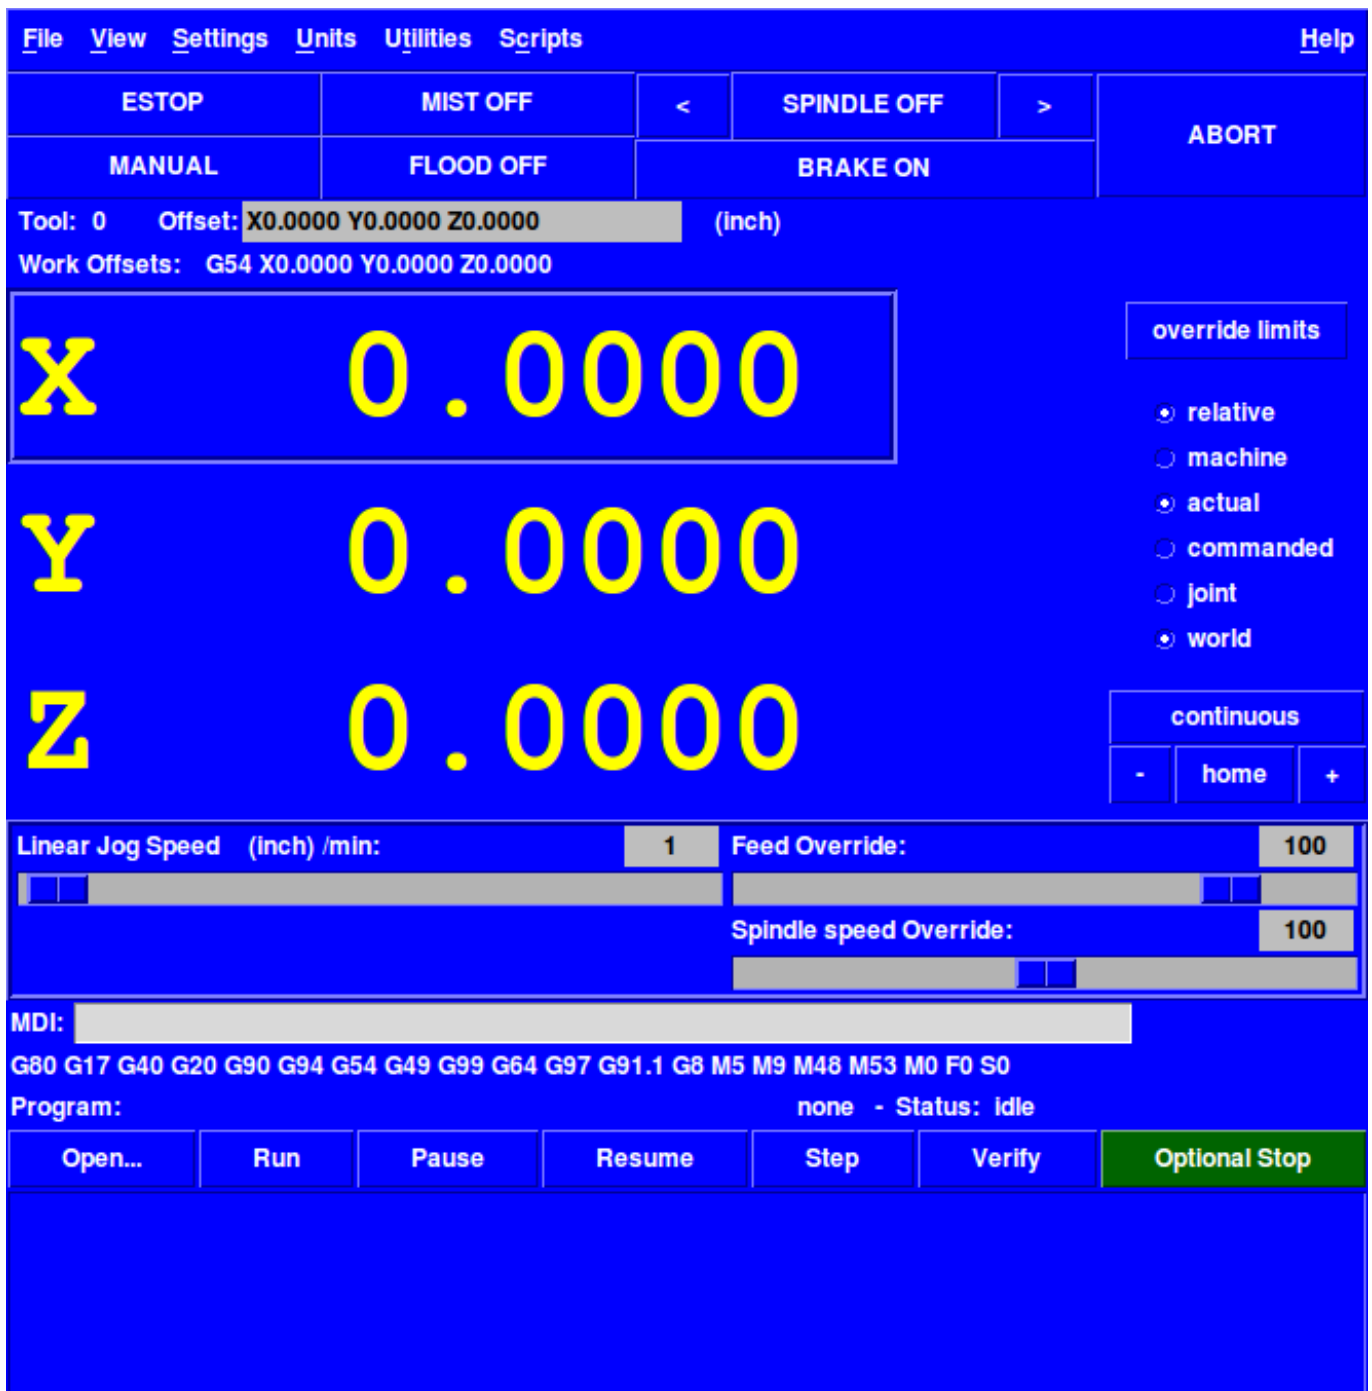 File View Settings Units Utilities Scripts Help
ESTOP MIST OFF < SPINDLE OFF > ABORT
MANUAL FLOOD OFF BRAKE ON
Tool: 0 Offset: X0.0000 Y0.0000 Z0.0000 (inch)
Work Offsets: G54 X0.0000 Y0.0000 Z0.0000
X 0.0000
override limits
relative
machine
actual
commanded
joint
world
Y 0.0000
Z 0.0000
continuous
- home +
Linear Jog Speed (inch) /min: 1 Feed Override: 100
Spindle speed Override: 100
MDI:
G80 G17 G40 G20 G90 G94 G54 G49 G99 G64 G97 G91.1 G8 M5 M9 M48 M53 M0 F0 S0
Program: none - Status: idle
Open... Run Pause Resume Step Verify Optional Stop